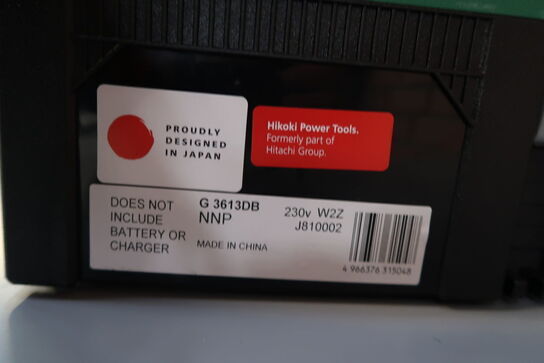 PROUDLY
DESIGNED
IN JAPAN
Hikoki Power Tools.
Formerly part of
Hitachi Group.
DOES NOT
INCLUDE
BATTERY OR
CHARGER
G 3613DB
NNP
MADE IN CHINA
230v W2Z
J810002
4 966376 315048